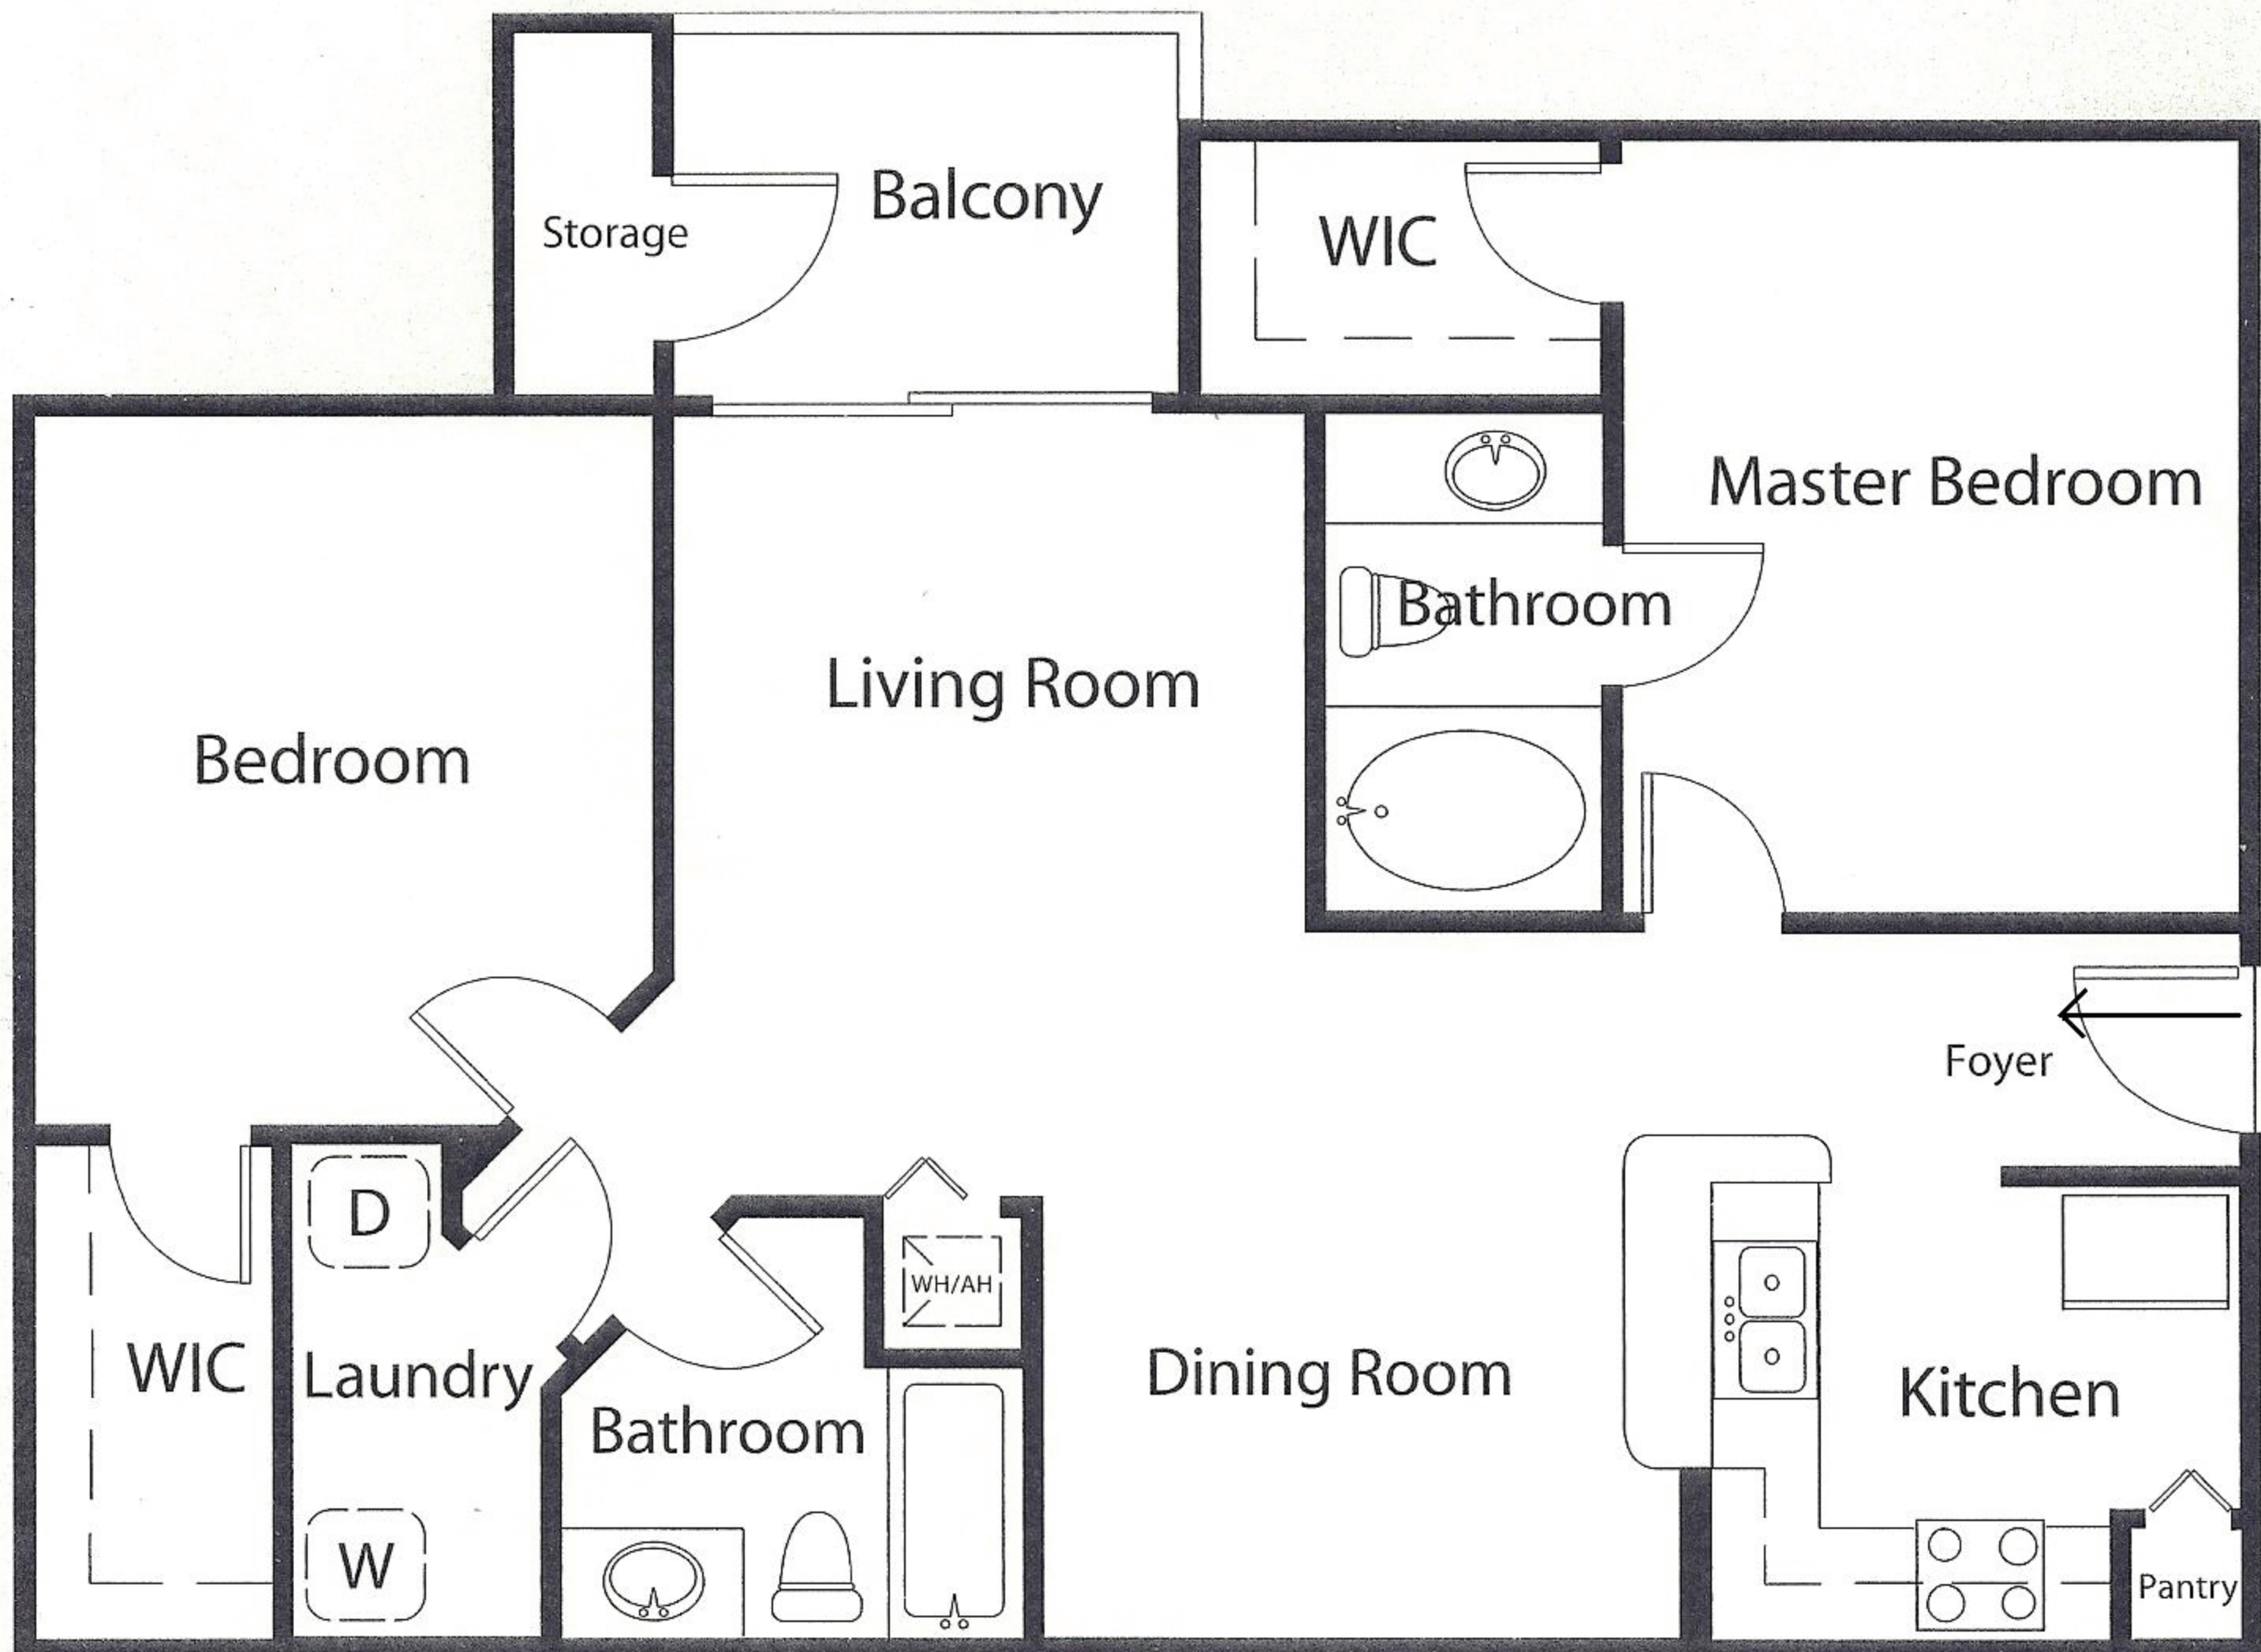 Balcony
Storage
WIC
Master Bedroom
Bathroom
Living Room
Bedroom
Foyer
D
WH/AH
WIC
Laundry
Dining Room
Kitchen
Bathroom
W
Pantry